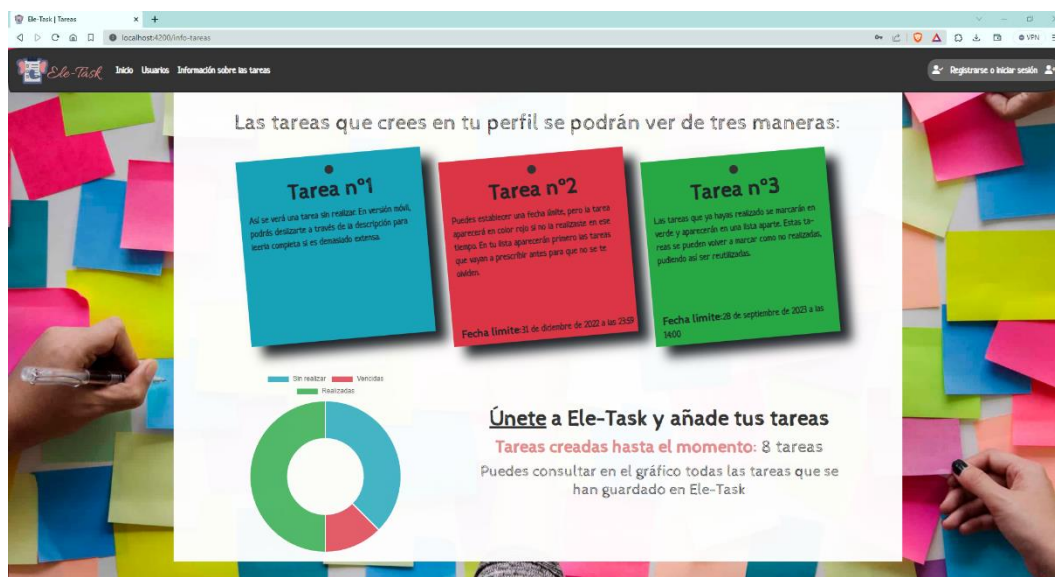 Ele-Task | Tareas
localhost:4200/info-tareas
VPN
Ele-Task
Inicio Usuarios Información sobre las tareas
Registrarse o iniciar sesión
Las tareas que crees en tu perfil se podrán ver de tres maneras:
Tarea nº1
Así se verá una tarea sin realizar. En versión móvil,
podrás deslizarte a través de la descripción para
leerla completa si es demasiado extensa.
Tarea nº2
Puedes establecer una fecha límite, pero la tarea
aparecerá en color rojo si no la realizaste en ese
tiempo. En tu lista aparecerán primero las tareas
que vayan a prescribir antes para que no se te
olviden.
Fecha límite:31 de diciembre de 2022 a las 23:59
Tarea nº3
Las tareas que ya hayas realizado se marcarán en
verde y aparecerán en una lista aparte. Estas ta-
reas se pueden volver a marcar como no realizadas,
pudiendo así ser reutilizadas.
Fecha límite:28 de septiembre de 2023 a las
14:00
Sin realizar Vencidas
Realizadas
Únete a Ele-Task y añade tus tareas
Tareas creadas hasta el momento: 8 tareas
Puedes consultar en el gráfico todas las tareas que se
han guardado en Ele-Task